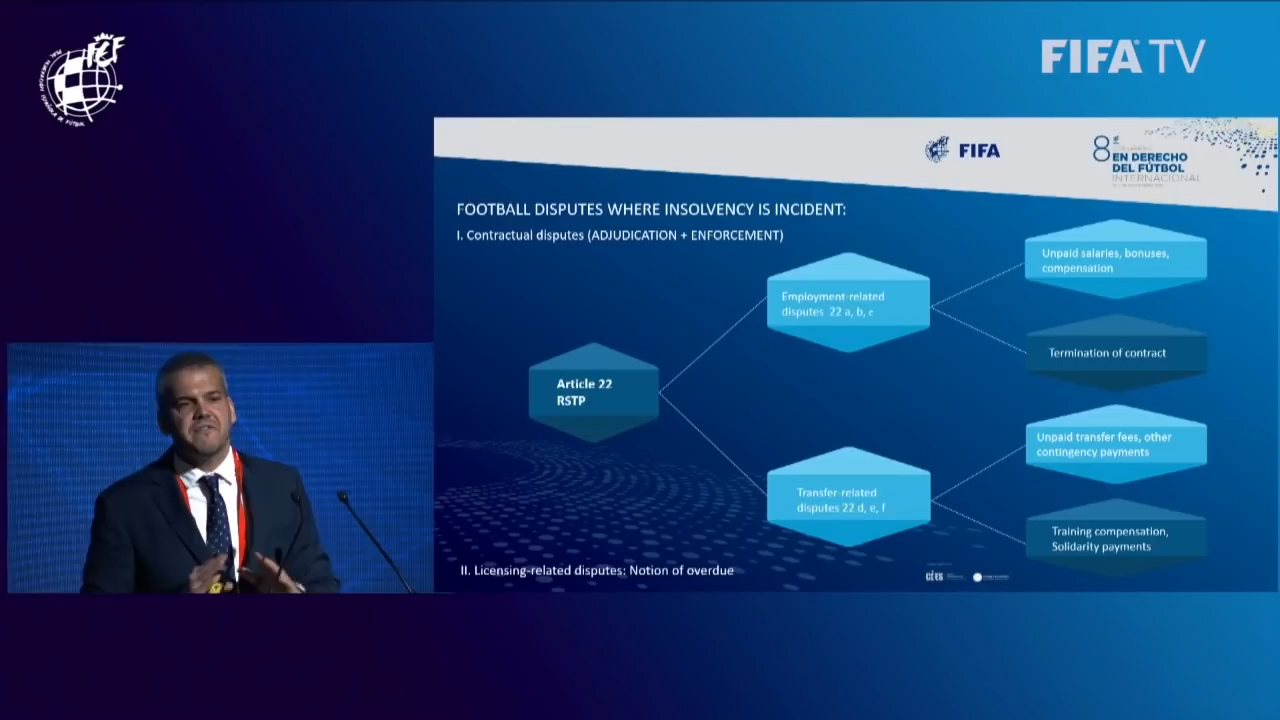 FIFA TV
FIFA
8
EN DERECHO
DEL FÚTBOL
INTERNACIONAL
FOOTBALL DISPUTES WHERE INSOLVENCY IS INCIDENT:
I. Contractual disputes (ADJUDICATION + ENFORCEMENT)
Article 22
RSTP
Employment-related
disputes 22 a, b, c
Unpaid salaries, bonuses,
compensation
Termination of contract
Transfer-related
disputes 22 d, e, f
Unpaid transfer fees, other
contingency payments
Training compensation,
Solidarity payments
II. Licensing-related disputes: Notion of overdue